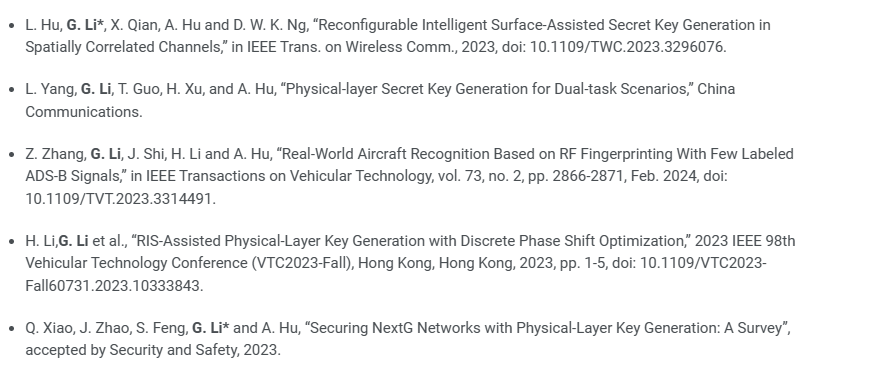 L. Hu, G. Li*, X. Qian, A. Hu and D. W. K. Ng, “Reconfigurable Intelligent Surface-Assisted Secret Key Generation in
Spatially Correlated Channels,” in IEEE Trans. on Wireless Comm., 2023, doi: 10.1109/TWC.2023.3296076.
L. Yang, G. Li, T. Guo, H. Xu, and A. Hu, “Physical-layer Secret Key Generation for Dual-task Scenarios,” China
Communications.
Z. Zhang, G. Li, J. Shi, H. Li and A. Hu, “Real-World Aircraft Recognition Based on RF Fingerprinting With Few Labeled
ADS-B Signals,” in IEEE Transactions on Vehicular Technology, vol. 73, no. 2, pp. 2866-2871, Feb. 2024, doi:
10.1109/TVT.2023.3314491.
H. Li,G. Li et al., “RIS-Assisted Physical-Layer Key Generation with Discrete Phase Shift Optimization,” 2023 IEEE 98th
Vehicular Technology Conference (VTC2023-Fall), Hong Kong, Hong Kong, 2023, pp. 1-5, doi: 10.1109/VTC2023-
Fall60731.2023.10333843.
Q. Xiao, J. Zhao, S. Feng, G. Li* and A. Hu, “Securing NextG Networks with Physical-Layer Key Generation: A Survey”,
accepted by Security and Safety, 2023.